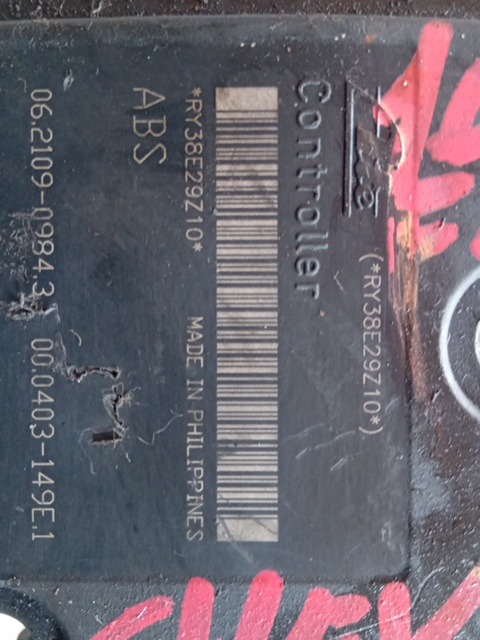 (*RY38E29Z10*)
Controller
*RY38E29Z10* MADE IN PHILIPPINES
ABS
06.2109-0984.3 00.0403-149E.1